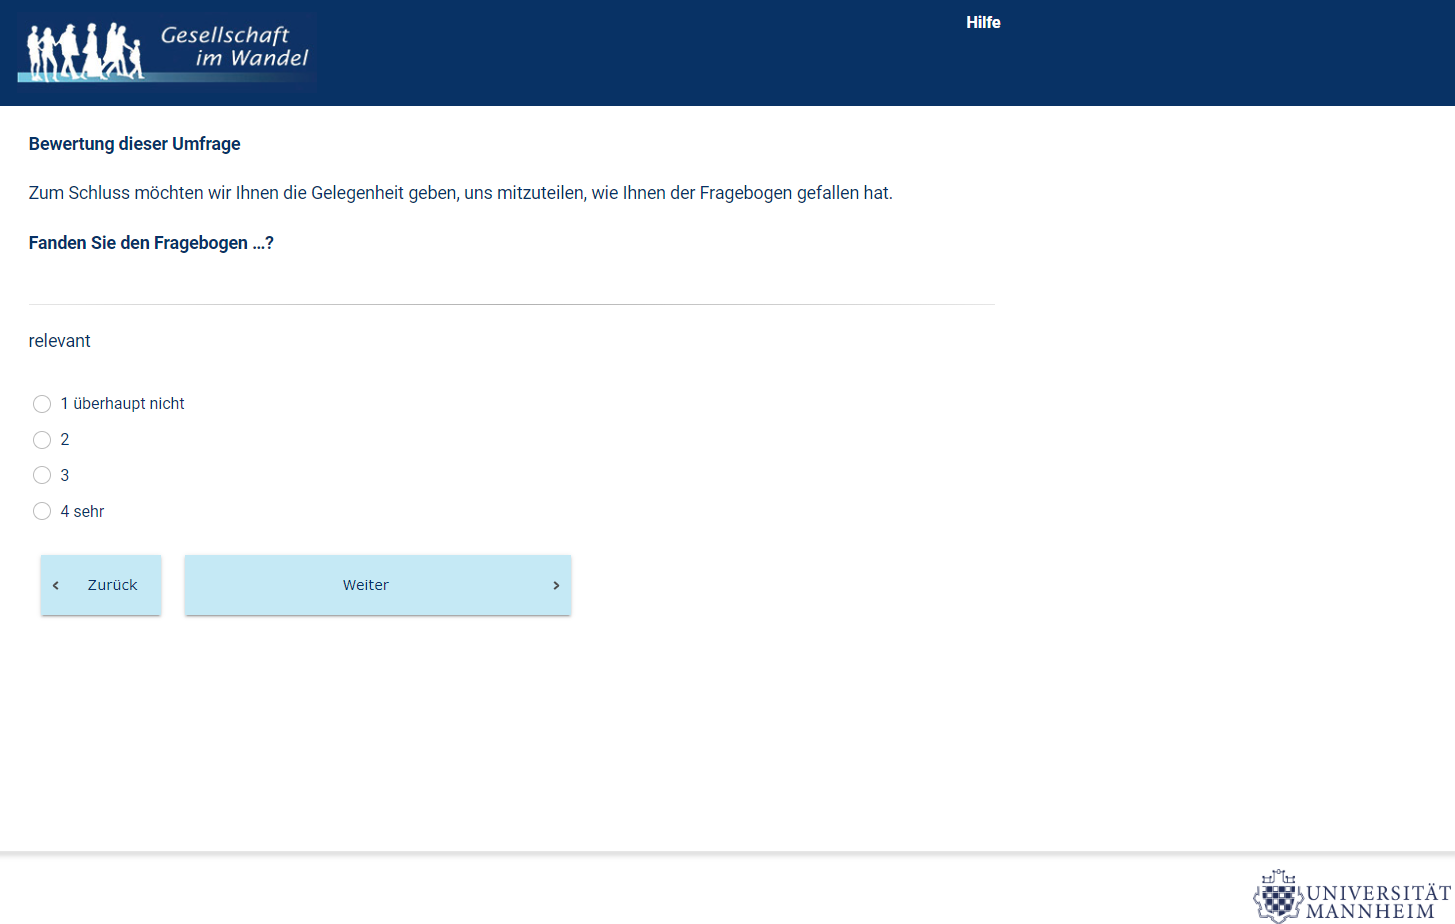 Gesellschaft
im Wandel
Hilfe
Bewertung dieser Umfrage
Zum Schluss möchten wir Ihnen die Gelegenheit geben, uns mitzuteilen, wie Ihnen der Fragebogen gefallen hat.
Fanden Sie den Fragebogen ...?
relevant
1 überhaupt nicht
2
3
4 sehr
‹ Zurück
Weiter ›
UNIVERSITÄT
MANNHEIM